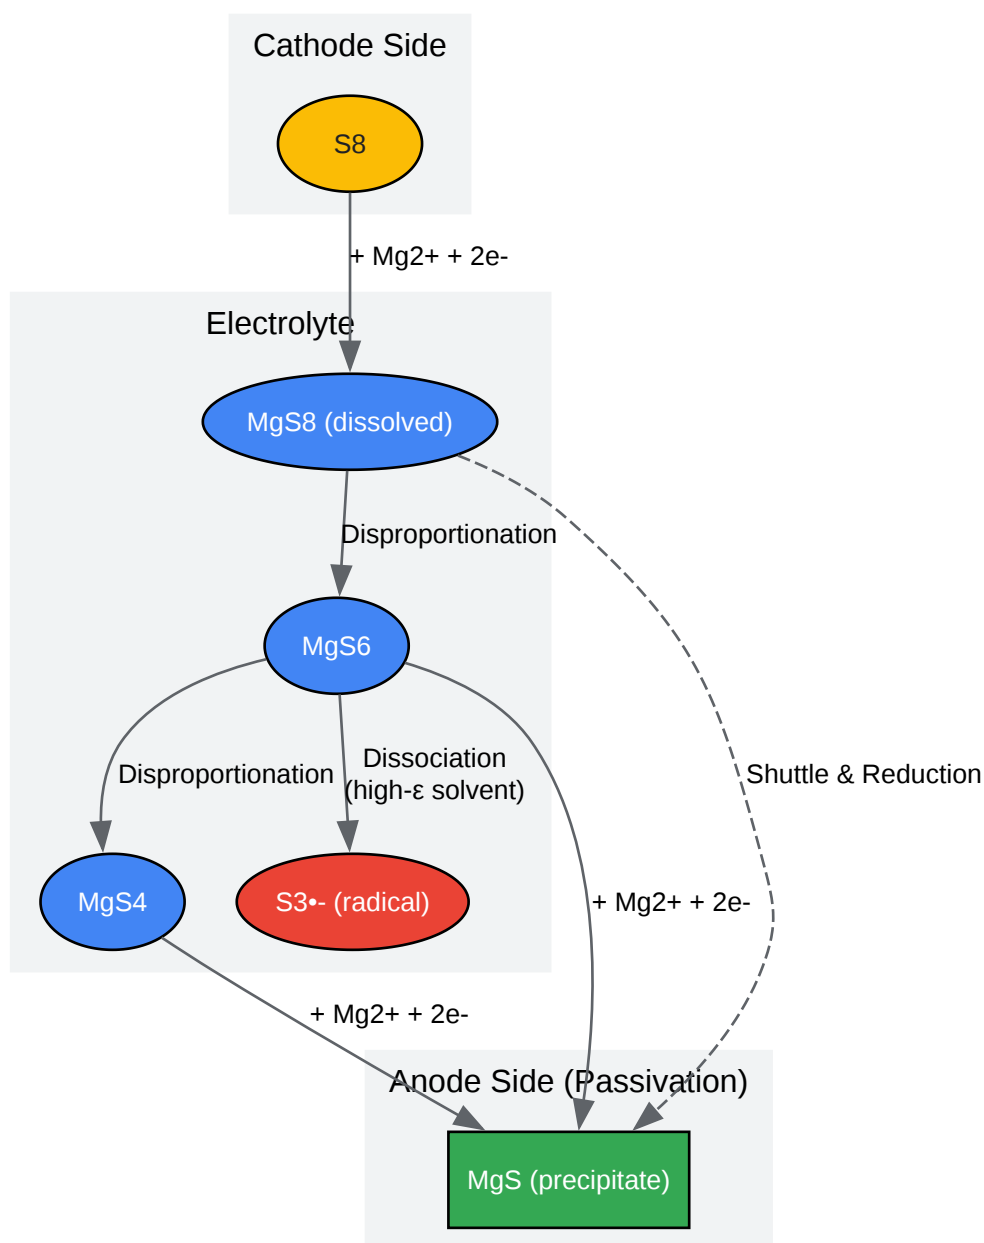 Cathode Side
S8
+ Mg2+ + 2e-
Electrolyte
MgS8 (dissolved)
Disproportionation
MgS6
Disproportionation
Dissociation
(high-ε solvent)
Shuttle & Reduction
MgS4
S3•- (radical)
+ Mg2+ + 2e-
+ Mg2+ + 2e-
Anode Side (Passivation)
MgS (precipitate)